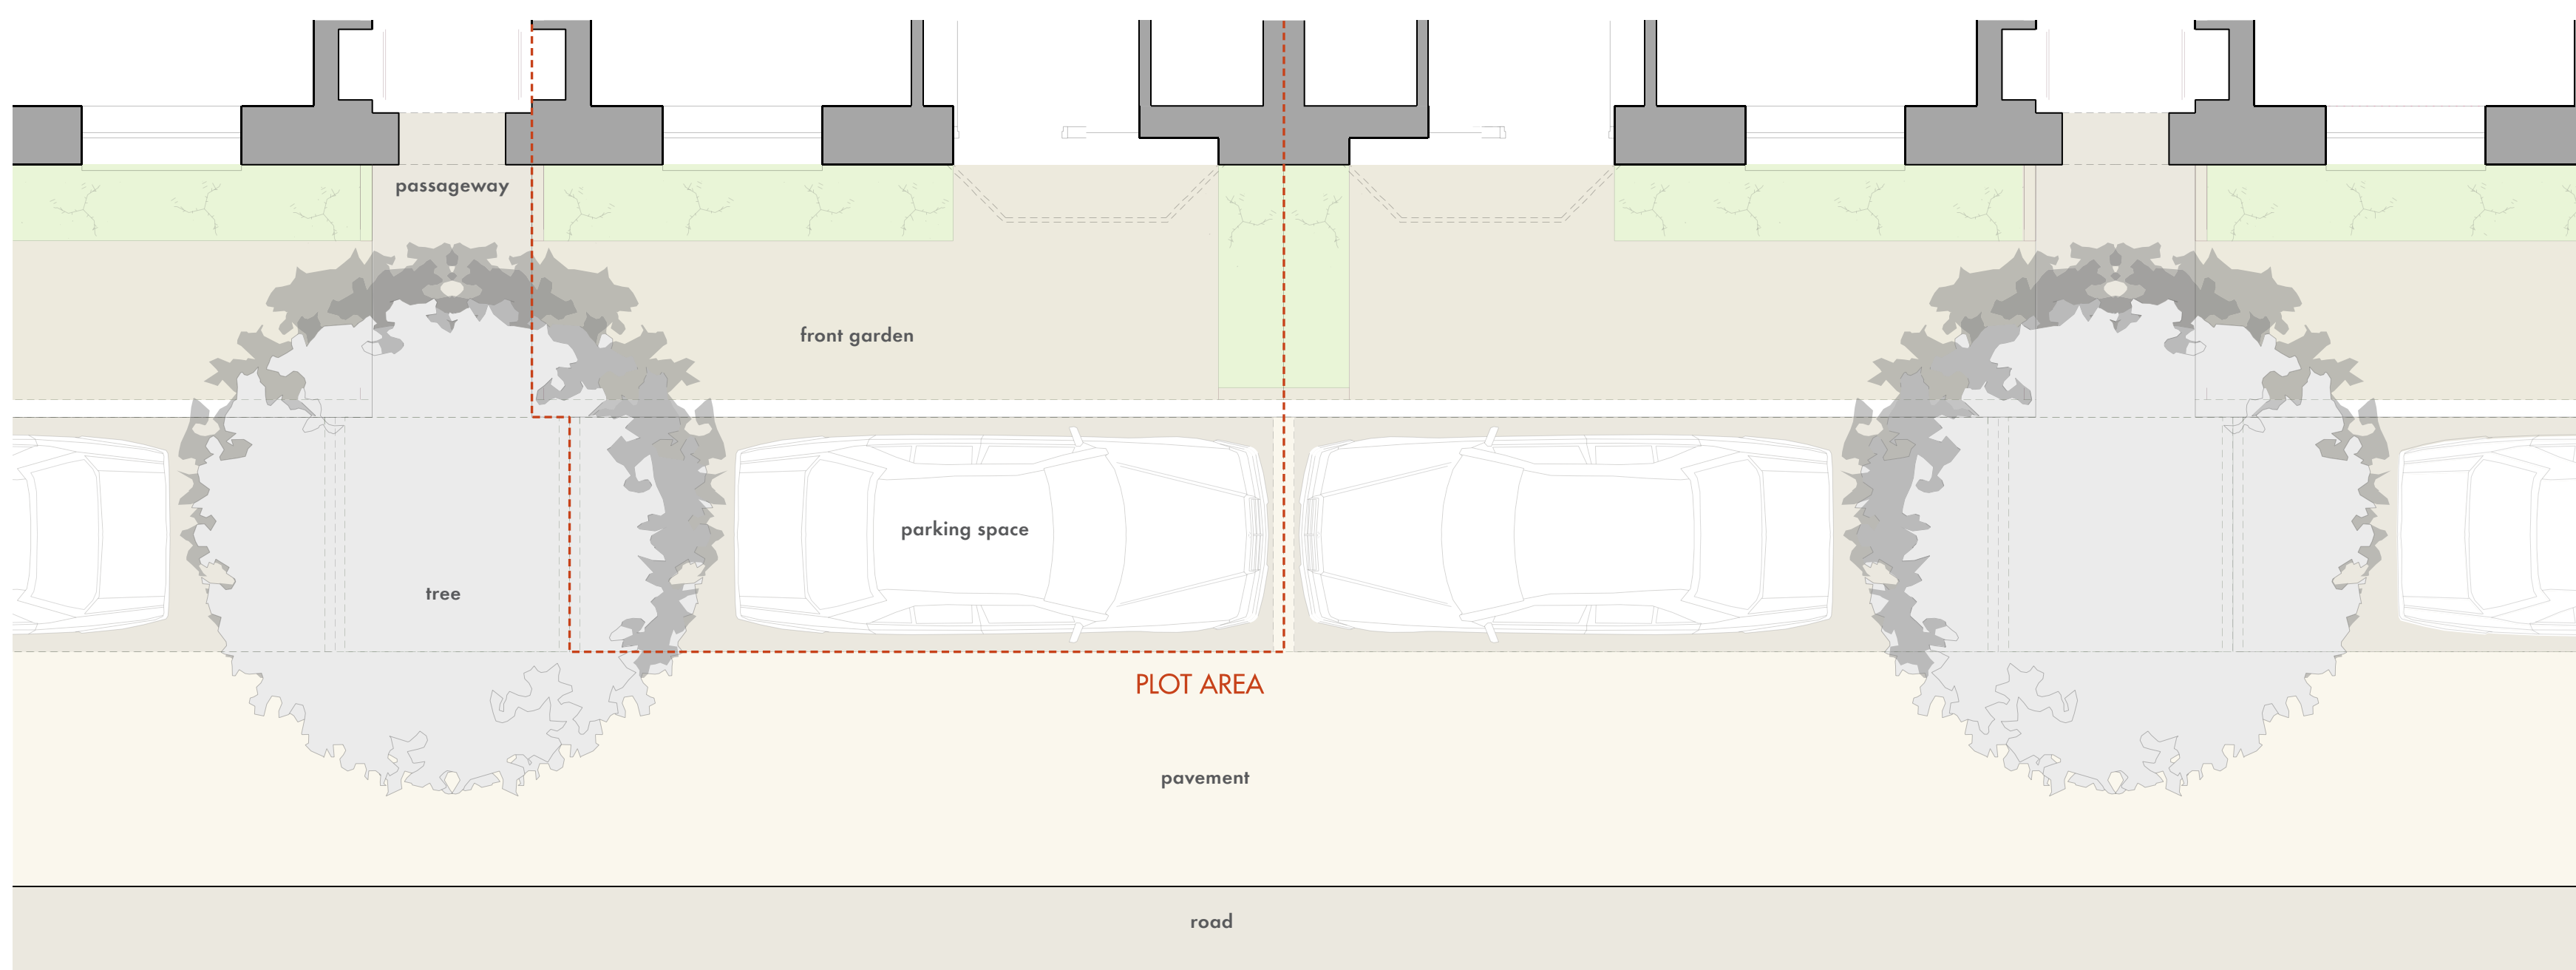 passageway
front garden
parking space
tree
PLOT AREA
pavement
road